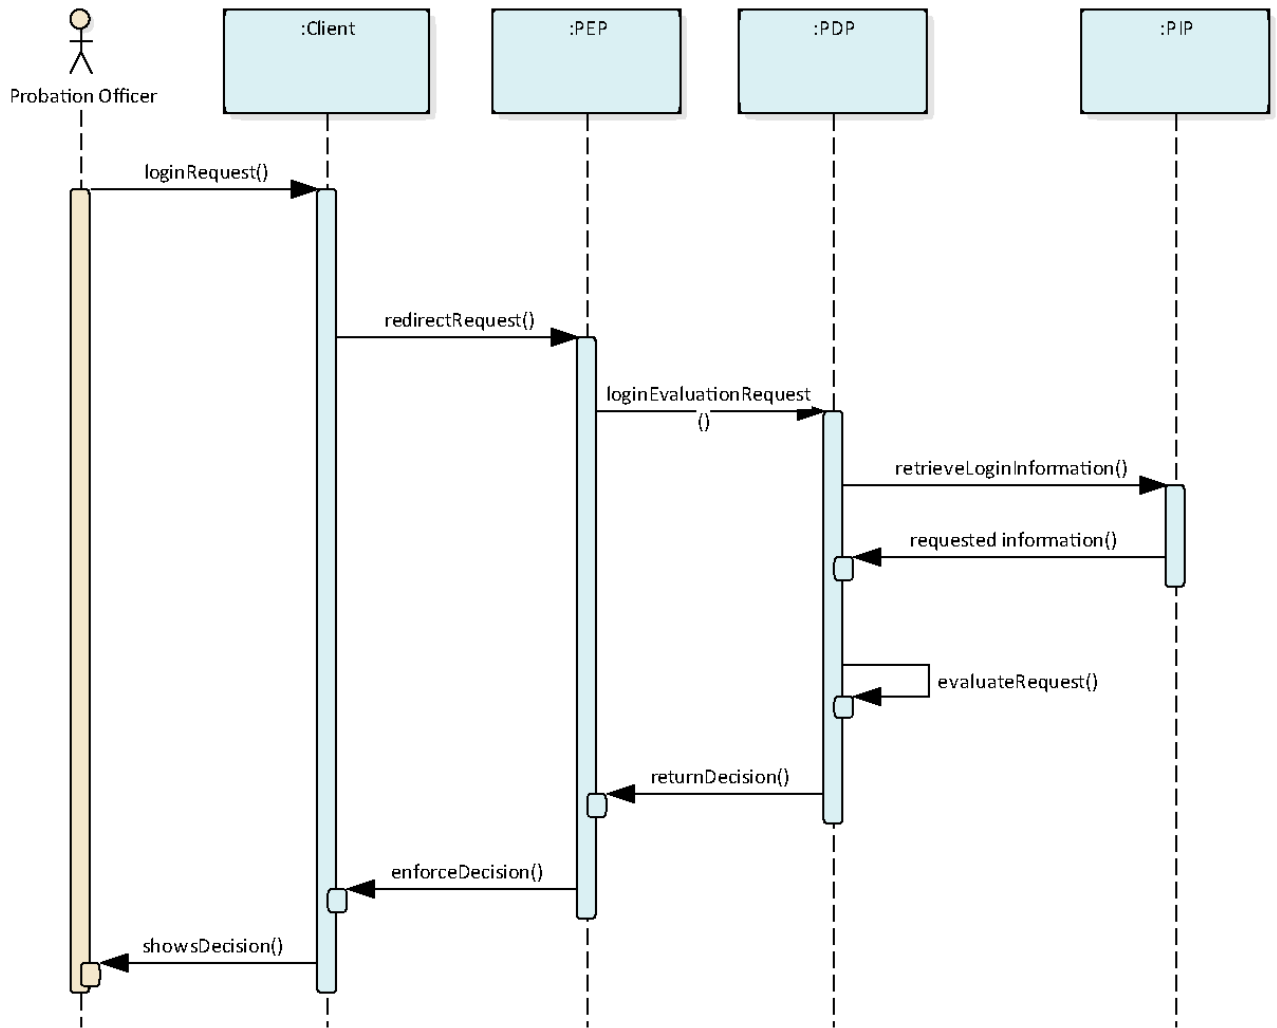 :Client
:PEP
:PDP
:PIP
Probation Officer
loginRequest()
redirectRequest()
loginEvaluationRequest
()
retrieveLoginInformation()
requested information()
evaluateRequest()
returnDecision()
enforceDecision()
showsDecision()